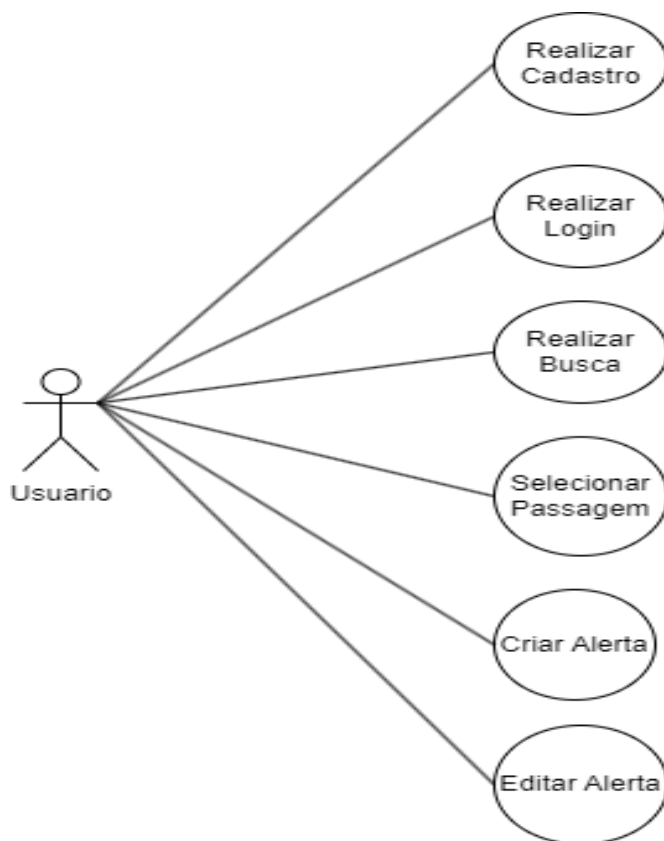 Realizar
Cadastro
Realizar
Login
Realizar
Busca
Usuario
Selecionar
Passagem
Criar Alerta
Editar Alerta